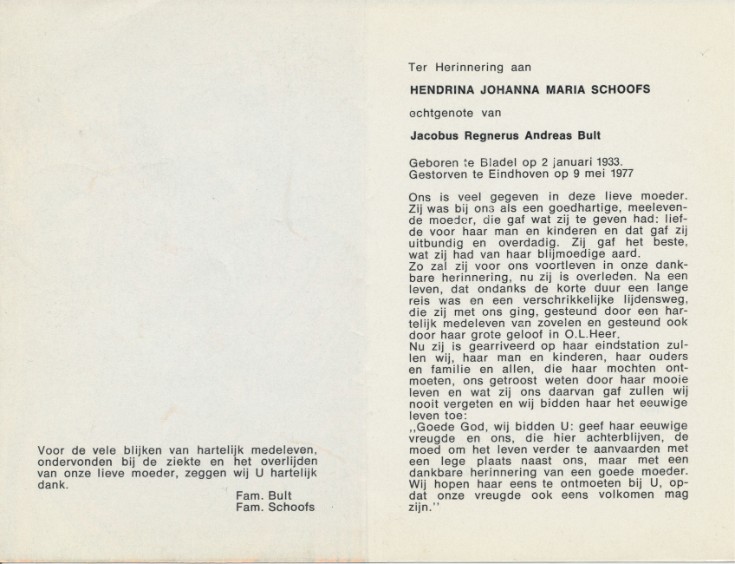 Voor de vele blijken van hartelijk medeleven,
ondervonden bij de ziekte en het overlijden
van onze lieve moeder, zeggen wij U hartelijk
dank.
Fam. Bult
Fam. Schoofs
Ter Herinnering aan
HENDRINA JOHANNA MARIA SCHOOFS
echtgenote van
Jacobus Regnerus Andreas Bult
Geboren te Bladel op 2 januari 1933.
Gestorven te Eindhoven op 9 mei 1977
Ons is veel gegeven in deze lieve moeder.
Zij was bij ons als een goedhartige, meeleven-
de moeder, die gaf wat zij te geven had: lief-
de voor haar man en kinderen en dat gaf zij
uitbundig en overdadig. Zij gaf het beste,
wat zij had van haar blijmoedige aard.
Zo zal zij voor ons voortleven in onze dank-
bare herinnering, nu zij is overleden. Na een
leven, dat ondanks de korte duur een lange
reis was en een verschrikkelijke lijdensweg,
die zij met ons ging, gesteund door een har-
telijk medeleven van zovelen en gesteund ook
door haar grote geloof in O.L.Heer.
Nu zij is gearriveerd op haar eindstation zul-
len wij, haar man en kinderen, haar ouders
en familie en allen, die haar mochten ont-
moeten, ons getroost weten door haar mooie
leven en wat zij ons daarvan gaf zullen wij
nooit vergeten en wij bidden haar het eeuwige
leven toe:
,,Goede God, wij bidden U: geef haar eeuwige
vreugde en ons, die hier achterblijven, de
moed om het leven verder te aanvaarden met
een lege plaats naast ons, maar met een
dankbare herinnering van een goede moeder.
Wij hopen haar eens te ontmoeten bij U, op-
dat onze vreugde ook eens volkomen mag
zijn.''